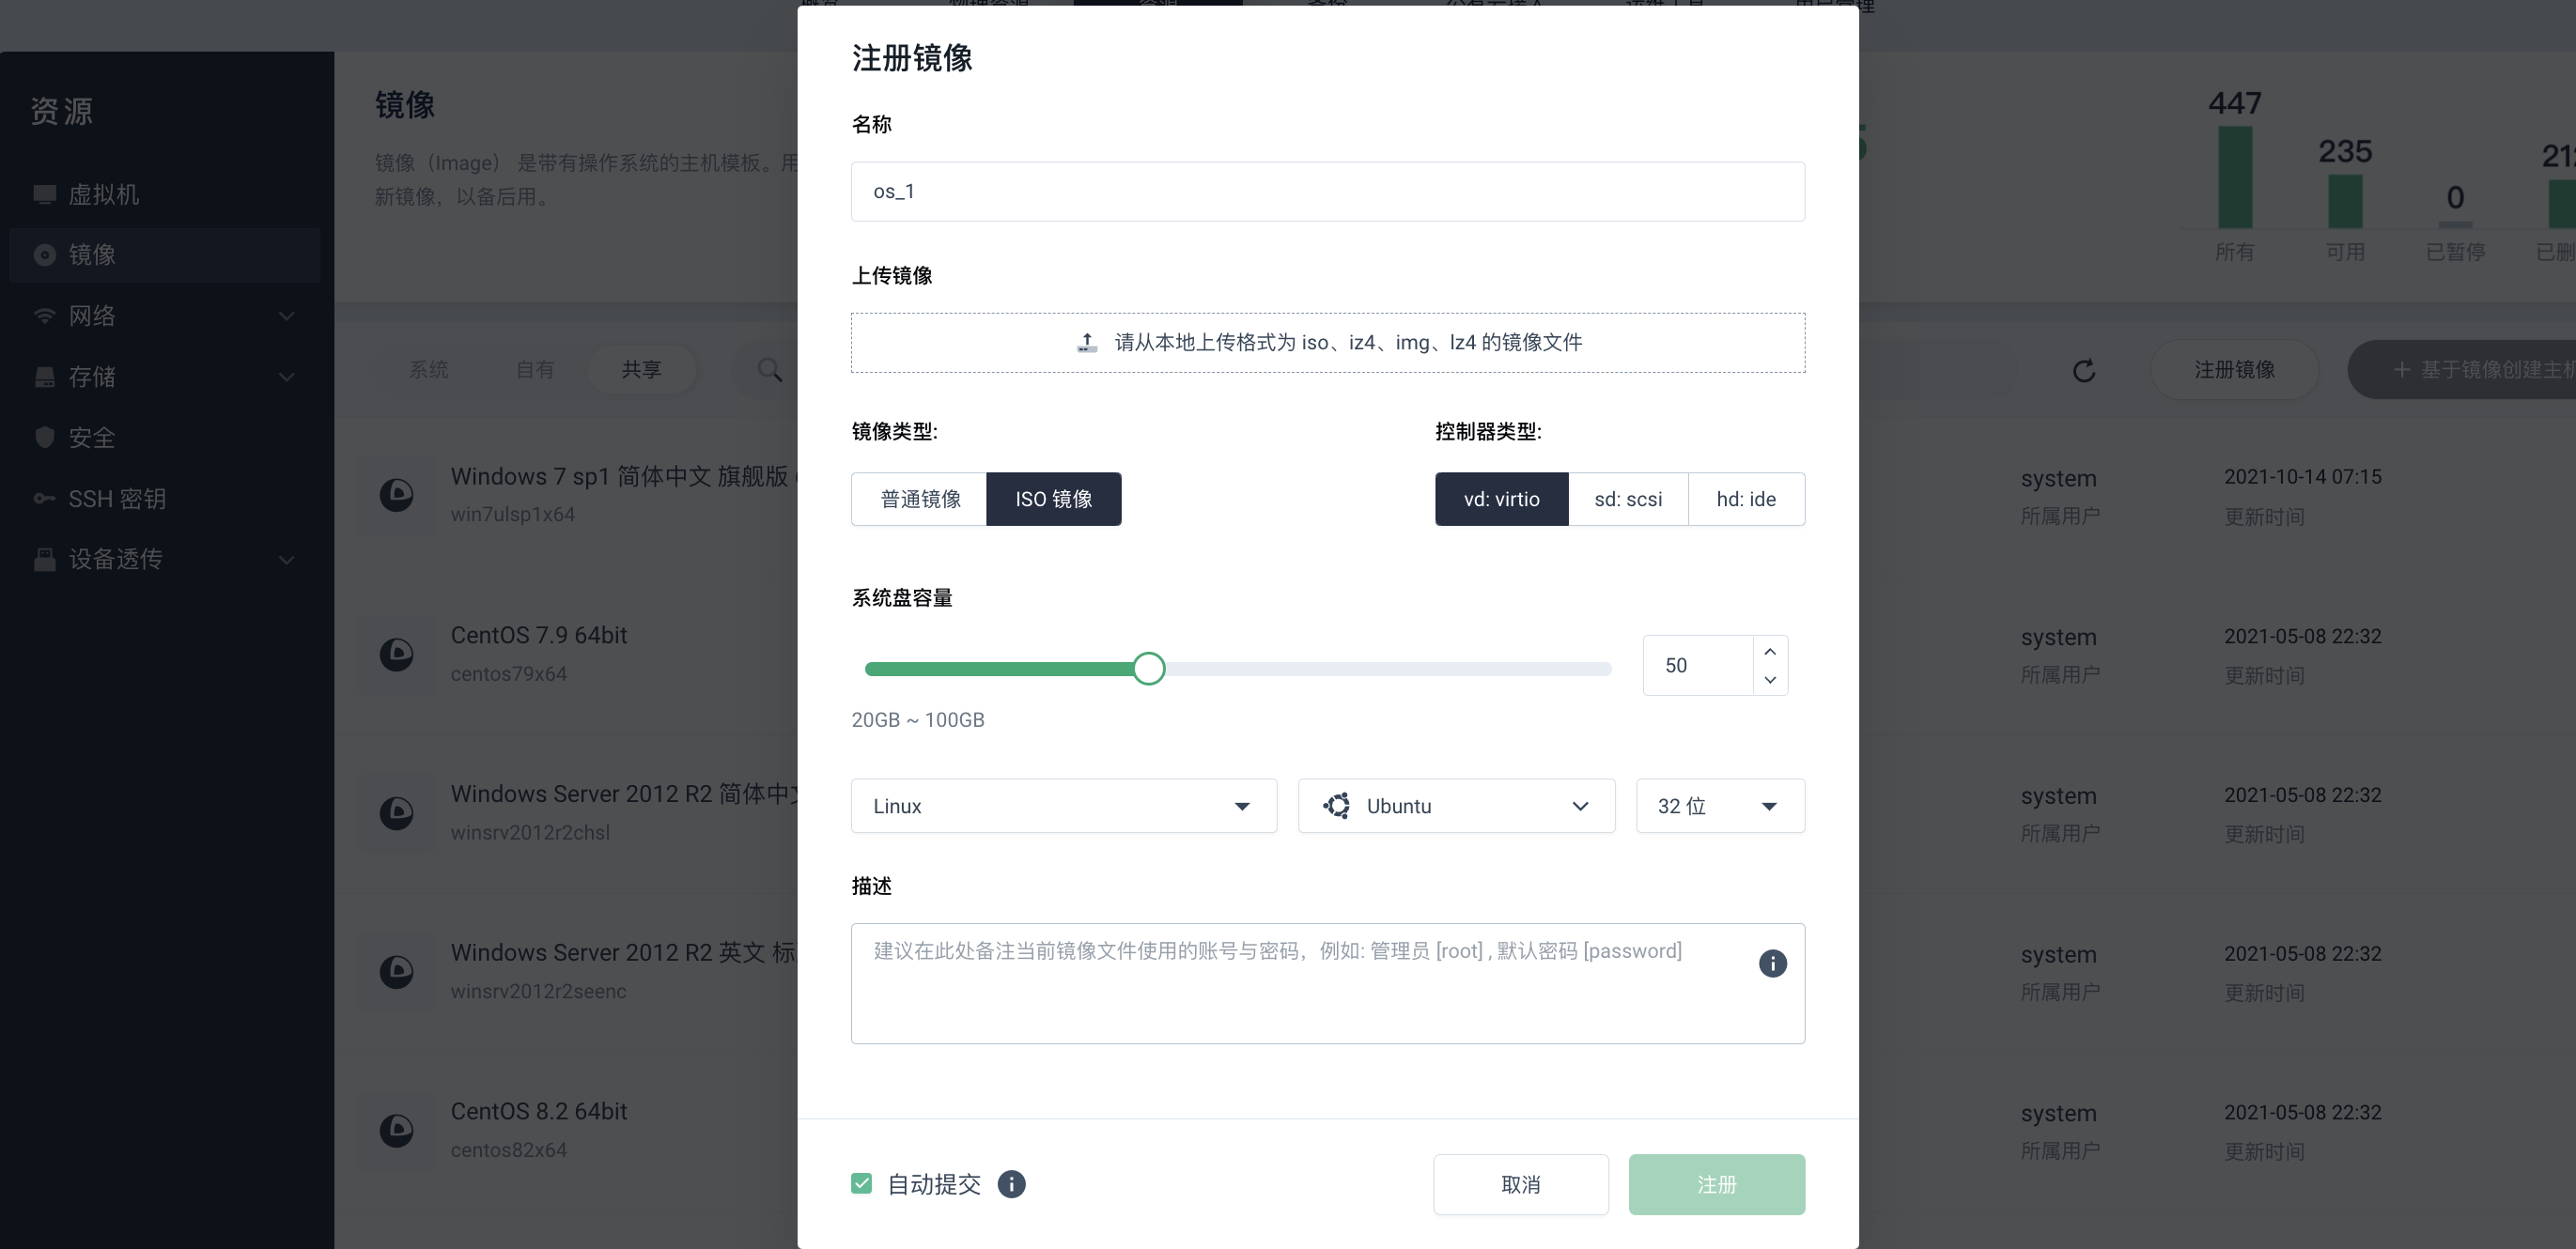 资源
虚拟机
镜像
网络
存储
安全
SSH 密钥
设备透传
镜像
镜像（Image） 是带有操作系统的主机模板。用
新镜像，以备后用。
447
所有
235
可用
0
已暂停
系统
自有
共享
注册镜像
基于镜像创建主机
Windows 7 sp1 简体中文 旗舰版
win7ulsp1x64
system
所属用户
2021-10-14 07:15
更新时间
CentOS 7.9 64bit
centos79x64
system
所属用户
2021-05-08 22:32
更新时间
Windows Server 2012 R2 简体中文
winsrv2012r2chsl
system
所属用户
2021-05-08 22:32
更新时间
Windows Server 2012 R2 英文 标
winsrv2012r2seenc
system
所属用户
2021-05-08 22:32
更新时间
CentOS 8.2 64bit
centos82x64
system
所属用户
2021-05-08 22:32
更新时间
注册镜像
名称
os_1
上传镜像
请从本地上传格式为 iso、iz4、img、lz4 的镜像文件
镜像类型:
普通镜像
ISO 镜像
控制器类型:
vd: virtio
sd: scsi
hd: ide
系统盘容量
50
20GB ~ 100GB
Linux
Ubuntu
32 位
描述
建议在此处备注当前镜像文件使用的账号与密码，例如: 管理员 [root] , 默认密码 [password]
自动提交
取消
注册